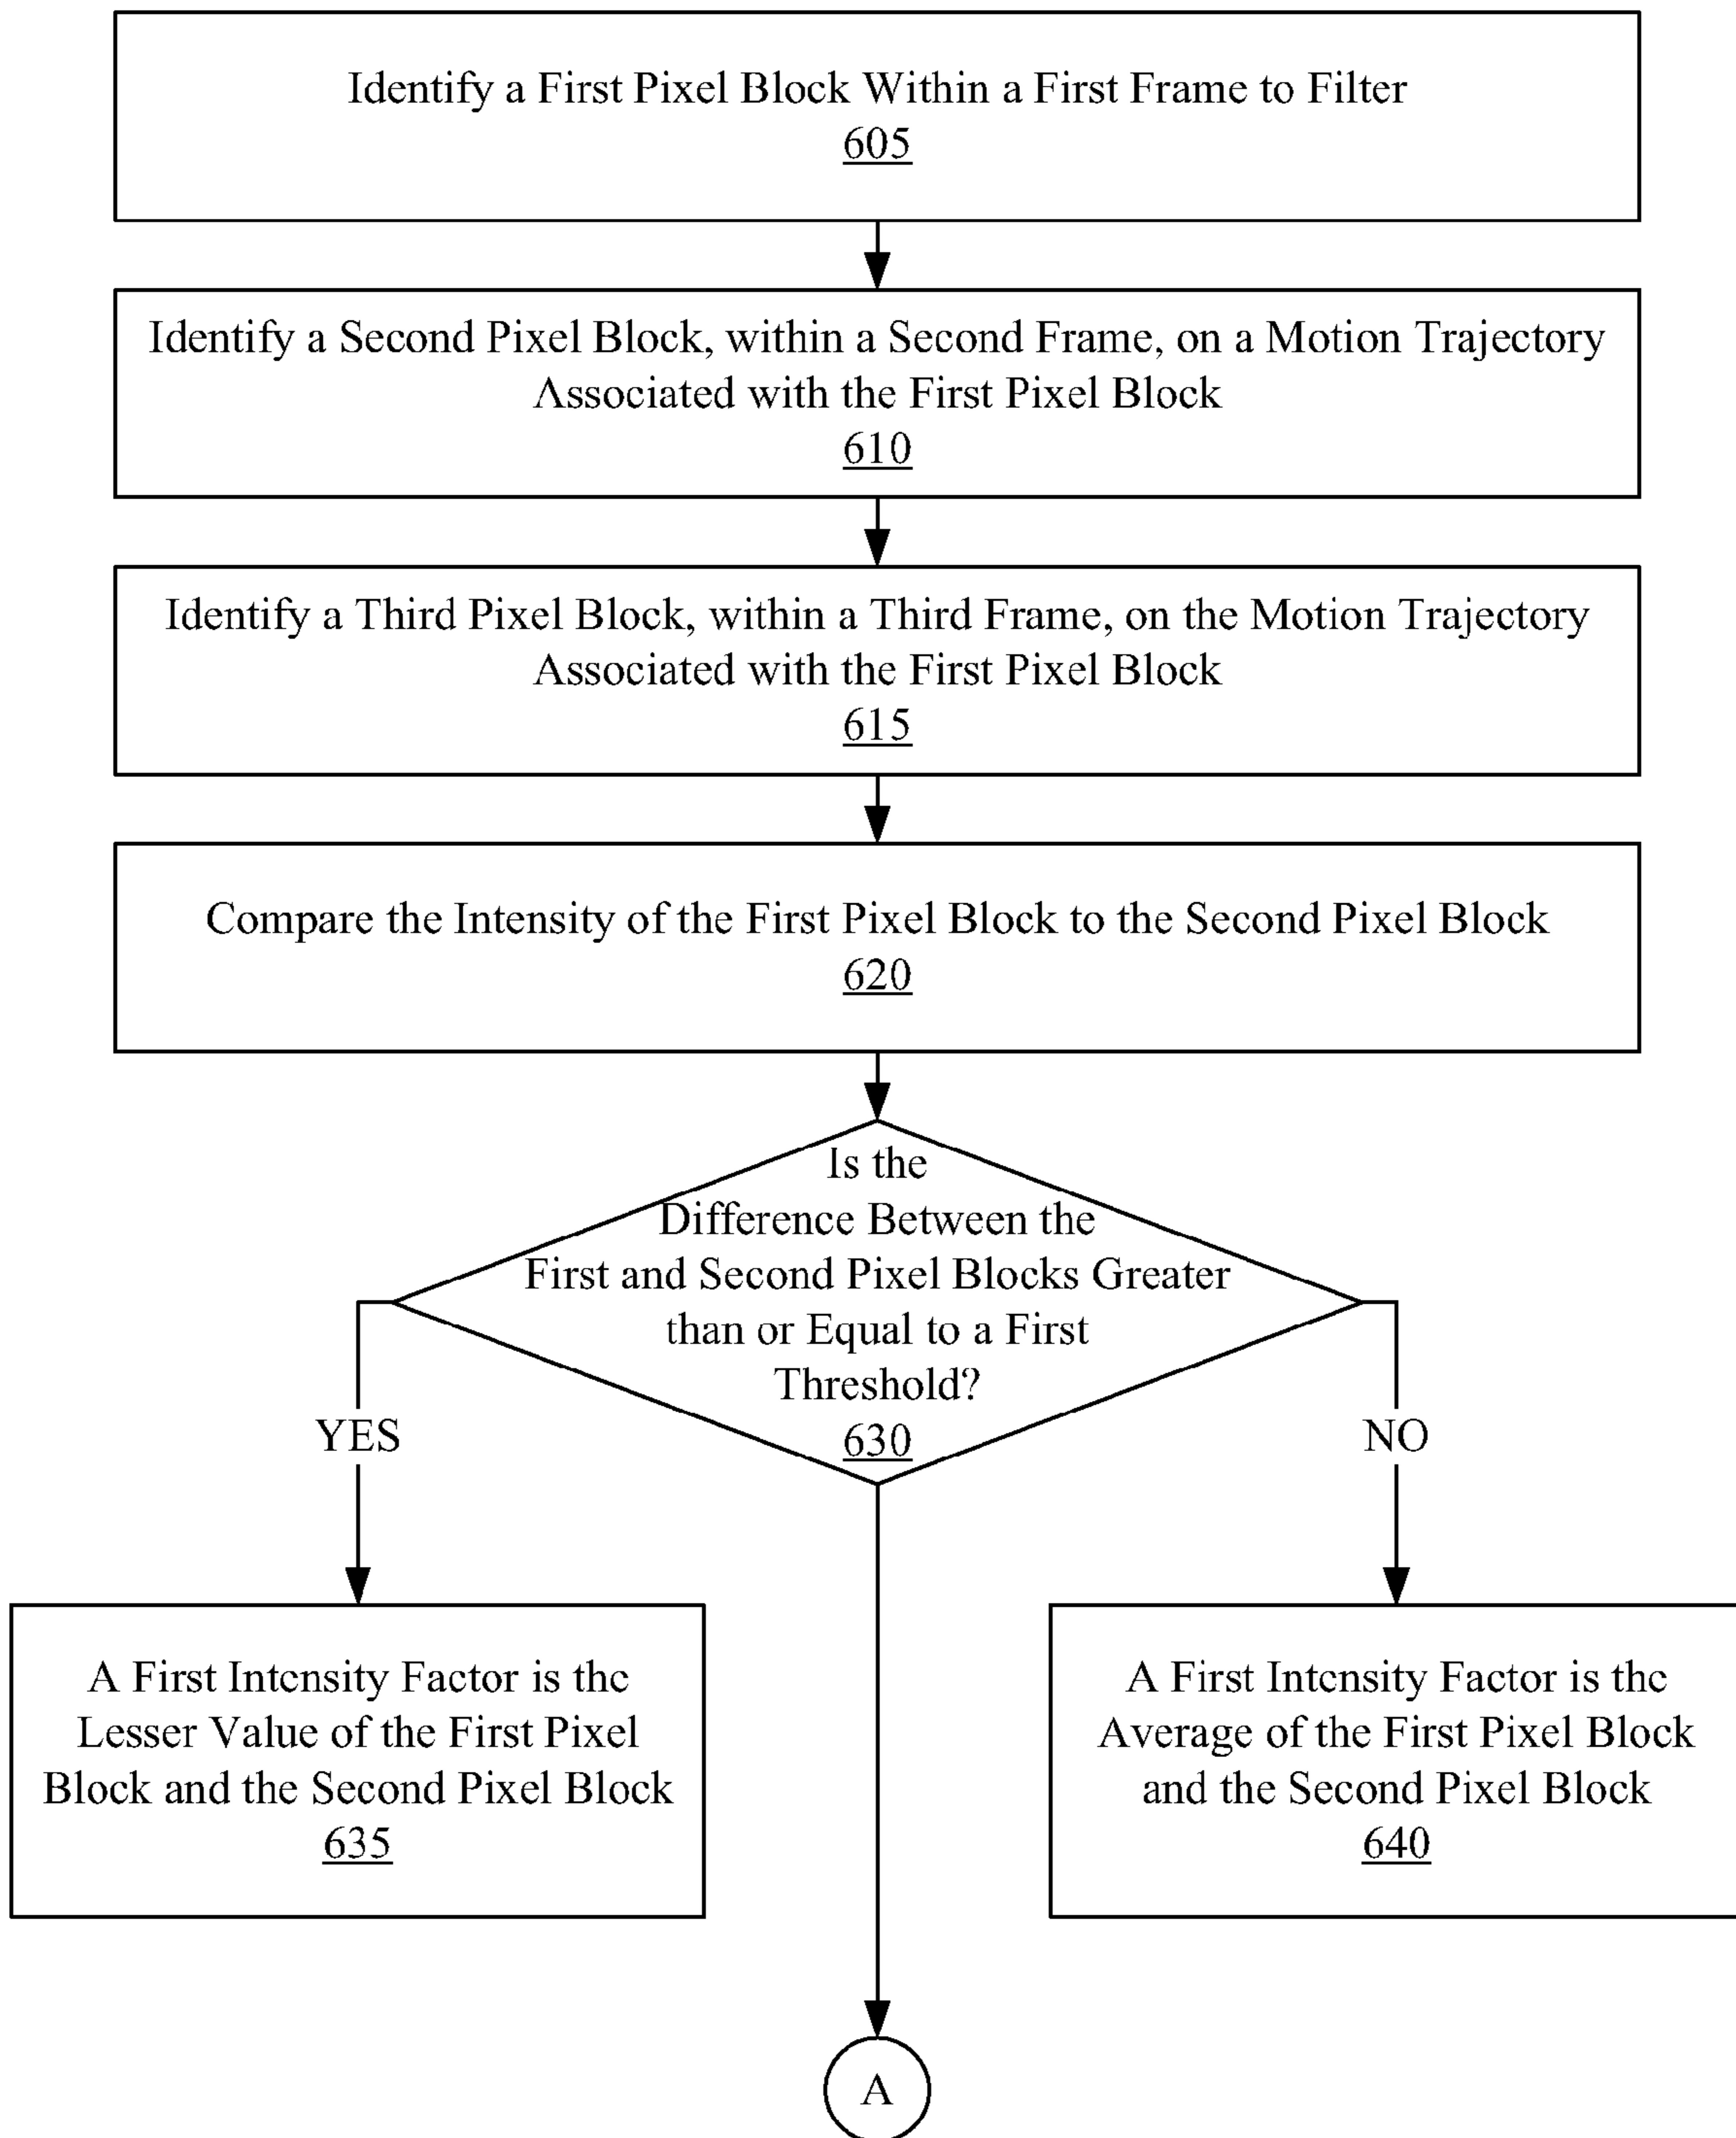 Identify a First Pixel Block Within a First Frame to Filter
605
Identify a Second Pixel Block, within a Second Frame, on a Motion Trajectory
Associated with the First Pixel Block
610
Identify a Third Pixel Block, within a Third Frame, on the Motion Trajectory
Associated with the First Pixel Block
615
Compare the Intensity of the First Pixel Block to the Second Pixel Block
620
Is the
Difference Between the
First and Second Pixel Blocks Greater
than or Equal to a First
Threshold?
630
YES
NO
A First Intensity Factor is the
Lesser Value of the First Pixel
Block and the Second Pixel Block
635
A First Intensity Factor is the
Average of the First Pixel Block
and the Second Pixel Block
640
A